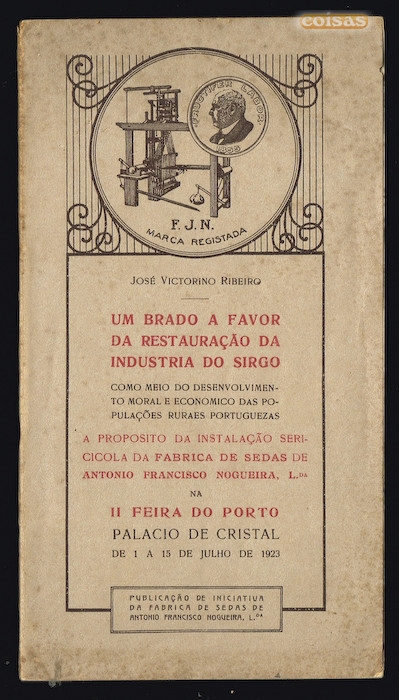 coisas
FRUCTIFER LABOR
1855
F. J. N.
MARCA REGISTADA
JOSÉ VICTORINO RIBEIRO
UM BRADO A FAVOR
DA RESTAURAÇÃO DA
INDUSTRIA DO SIRGO
COMO MEIO DO DESENVOLVIMEN-
TO MORAL E ECONOMICO DAS PO-
PULAÇÕES RURAES PORTUGUEZAS
A PROPOSITO DA INSTALAÇÃO SERI-
CICOLA DA FABRICA DE SEDAS DE
ANTONIO FRANCISCO NOGUEIRA, L.DA
NA
II FEIRA DO PORTO
PALACIO DE CRISTAL
DE 1 A 15 DE JULHO DE 1923
PUBLICAÇÃO DE INICIATIVA
DA FABRICA DE SEDAS DE
ANTONIO FRANCISCO NOGUEIRA, L.DA